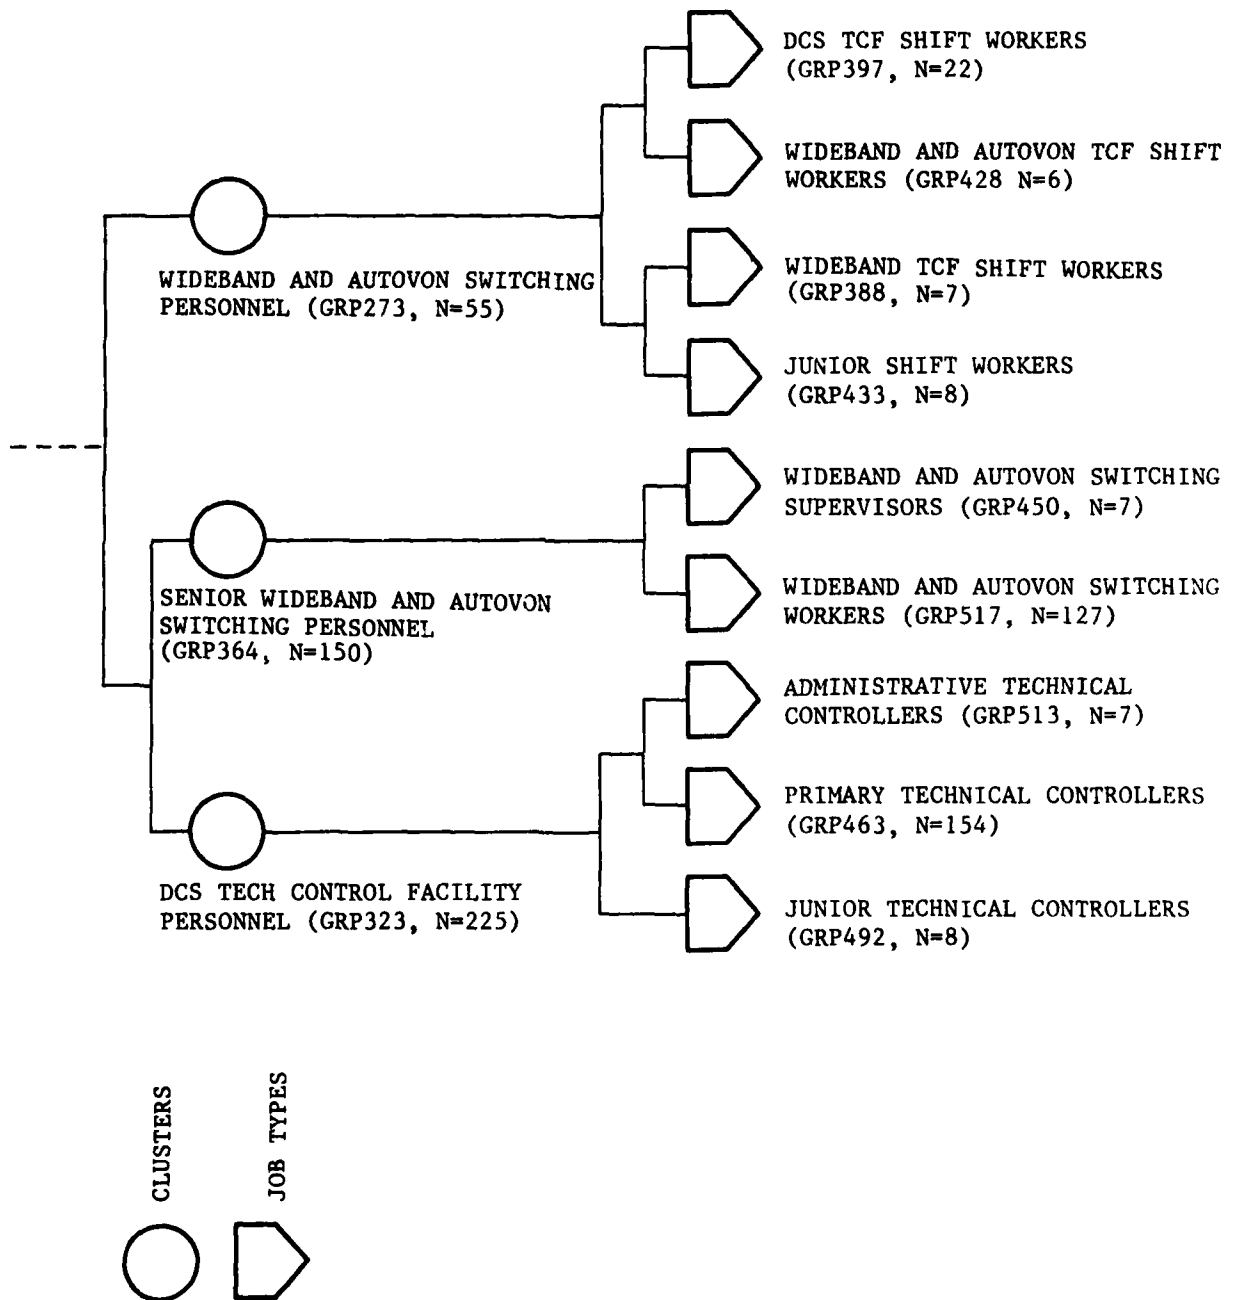 DCS TCF SHIFT WORKERS
(GRP397, N=22)
WIDEBAND AND AUTOVON TCF SHIFT
WORKERS (GRP428 N=6)
WIDEBAND AND AUTOVON SWITCHING
PERSONNEL (GRP273, N=55)
WIDEBAND TCF SHIFT WORKERS
(GRP388, N=7)
JUNIOR SHIFT WORKERS
(GRP433, N=8)
WIDEBAND AND AUTOVON SWITCHING
SUPERVISORS (GRP450, N=7)
SENIOR WIDEBAND AND AUTOVON
SWITCHING PERSONNEL
(GRP364, N=150)
WIDEBAND AND AUTOVON SWITCHING
WORKERS (GRP517, N=127)
ADMINISTRATIVE TECHNICAL
CONTROLLERS (GRP513, N=7)
PRIMARY TECHNICAL CONTROLLERS
(GRP463, N=154)
DCS TECH CONTROL FACILITY
PERSONNEL (GRP323, N=225)
JUNIOR TECHNICAL CONTROLLERS
(GRP492, N=8)
CLUSTERS
JOB TYPES